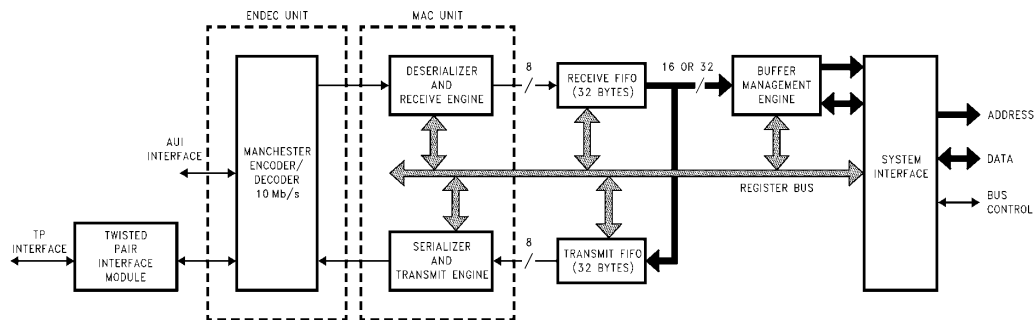 ENDEC UNIT
MAC UNIT
DESERIALIZER
AND
RECEIVE ENGINE
8
RECEIVE FIFO
(32 BYTES)
16 OR 32
BUFFER
MANAGEMENT
ENGINE
ADDRESS
AUI
INTERFACE
MANCHESTER
ENCODER/
DECODER
10 Mb/s
REGISTER BUS
SYSTEM
INTERFACE
DATA
BUS
CONTROL
TP
INTERFACE
TWISTED
PAIR
INTERFACE
MODULE
SERIALIZER
AND
TRANSMIT ENGINE
8
TRANSMIT FIFO
(32 BYTES)